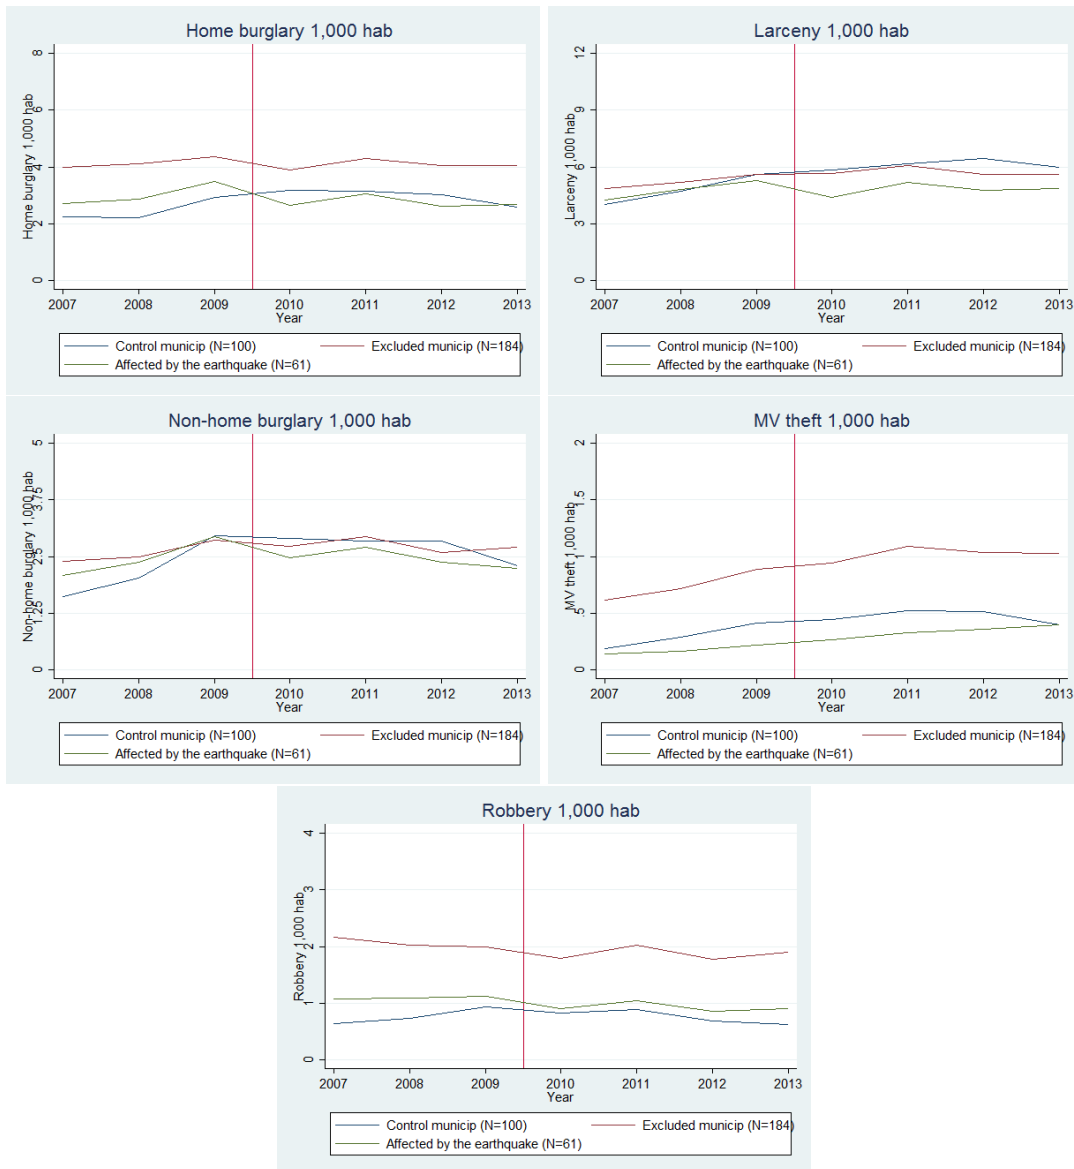 Home burglary 1,000 hab
Home burglary 1,000 hab
8
6
4
2
0
2007 2008 2009 2010 2011 2012 2013
Year
Control municip (N=100) Excluded municip (N=184)
Affected by the earthquake (N=61)
Larceny 1,000 hab
Larceny 1,000 hab
12
9
6
3
0
2007 2008 2009 2010 2011 2012 2013
Year
Control municip (N=100) Excluded municip (N=184)
Affected by the earthquake (N=61)
Non-home burglary 1,000 hab
Non-home burglary 1,000 hab
5
3.75
2.5
1.25
0
2007 2008 2009 2010 2011 2012 2013
Year
Control municip (N=100) Excluded municip (N=184)
Affected by the earthquake (N=61)
MV theft 1,000 hab
MV theft 1,000 hab
2
1.5
1
.5
0
2007 2008 2009 2010 2011 2012 2013
Year
Control municip (N=100) Excluded municip (N=184)
Affected by the earthquake (N=61)
Robbery 1,000 hab
Robbery 1,000 hab
4
3
2
1
0
2007 2008 2009 2010 2011 2012 2013
Year
Control municip (N=100) Excluded municip (N=184)
Affected by the earthquake (N=61)